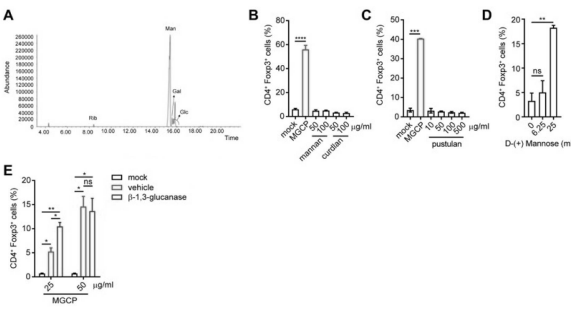 A
Abundance
260000
240000
220000
200000
180000
160000
140000
120000
100000
80000
60000
40000
20000
0
Man
Gal
Glc
Rib
4.00 6.00 8.00 10.00 12.00 14.00 16.00 18.00 20.00
Time
B
CD4+ Foxp3+ cells (%)
80
60
40
20
0
****
mock MGCP 50 100 50 100 μg/ml
mannan curdlan
C
CD4+ Foxp3+ cells (%)
50
40
30
20
10
0
***
mock MGCP 10 50 100 500 μg/ml
pustulan
D
CD4+ Foxp3+ cells (%)
20
15
10
5
0
**
ns
0 6.25 25
D-(+) Mannose (m
E
CD4+ Foxp3+ cells (%)
20
15
10
5
0
mock
vehicle
β-1,3-glucanase
* ** * * ns *
25 50 μg/ml
MGCP